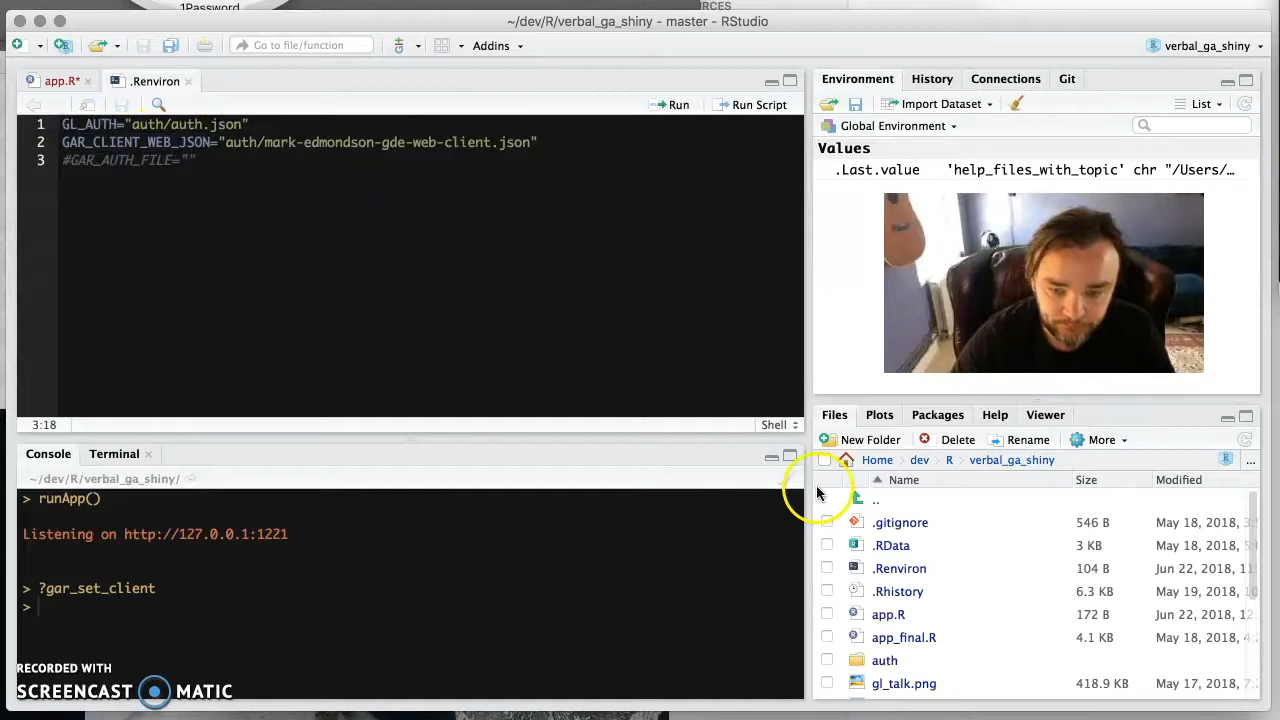 1Password
RCES
~/dev/R/verbal_ga_shiny - master - RStudio
Go to file/function
Addins
verbal_ga_shiny
app.R*
.Renviron
Run
Run Script
1 GL_AUTH="auth/auth.json"
2 GAR_CLIENT_WEB_JSON="auth/mark-edmondson-gde-web-client.json"
3 #GAR_AUTH_FILE=""
3:18
Shell
Environment
History
Connections
Git
Import Dataset
List
Global Environment
Values
.Last.value 'help_files_with_topic' chr "/Users/…
Console
Terminal
~/dev/R/verbal_ga_shiny/
> runApp()
Listening on http://127.0.0.1:1221
> ?gar_set_client
>
RECORDED WITH
SCREENCAST MATIC
Files
Plots
Packages
Help
Viewer
New Folder
Delete
Rename
More
Home
dev
R
verbal_ga_shiny
...
Name
Size
Modified
..
.gitignore 546 B May 18, 2018, 3:
.RData 3 KB May 18, 2018,
.Renviron 104 B Jun 22, 2018,
.Rhistory 6.3 KB May 19, 2018, 10
app.R 172 B Jun 22, 2018, 12:
app_final.R 4.1 KB May 18, 2018, 4:
auth
gl_talk.png 418.9 KB May 17, 2018, 7: